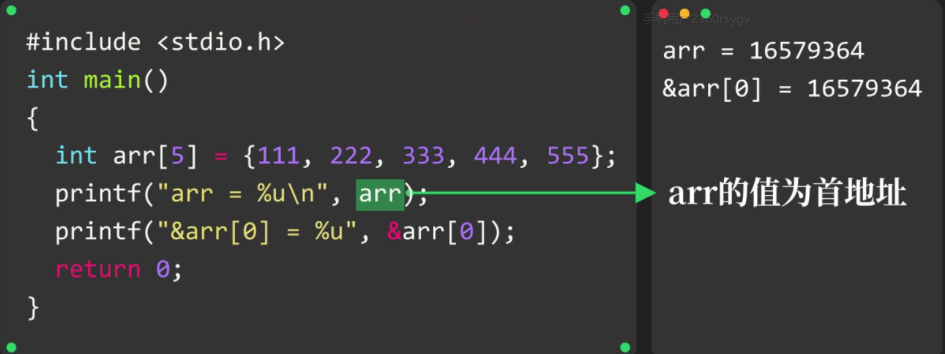 #include <stdio.h>
int main()
{
  int arr[5] = {111, 222, 333, 444, 555};
  printf("arr = %u\n", arr);
  printf("&arr[0] = %u", &arr[0]);
  return 0;
}
arr = 16579364
&arr[0] = 16579364
arr的值为首地址